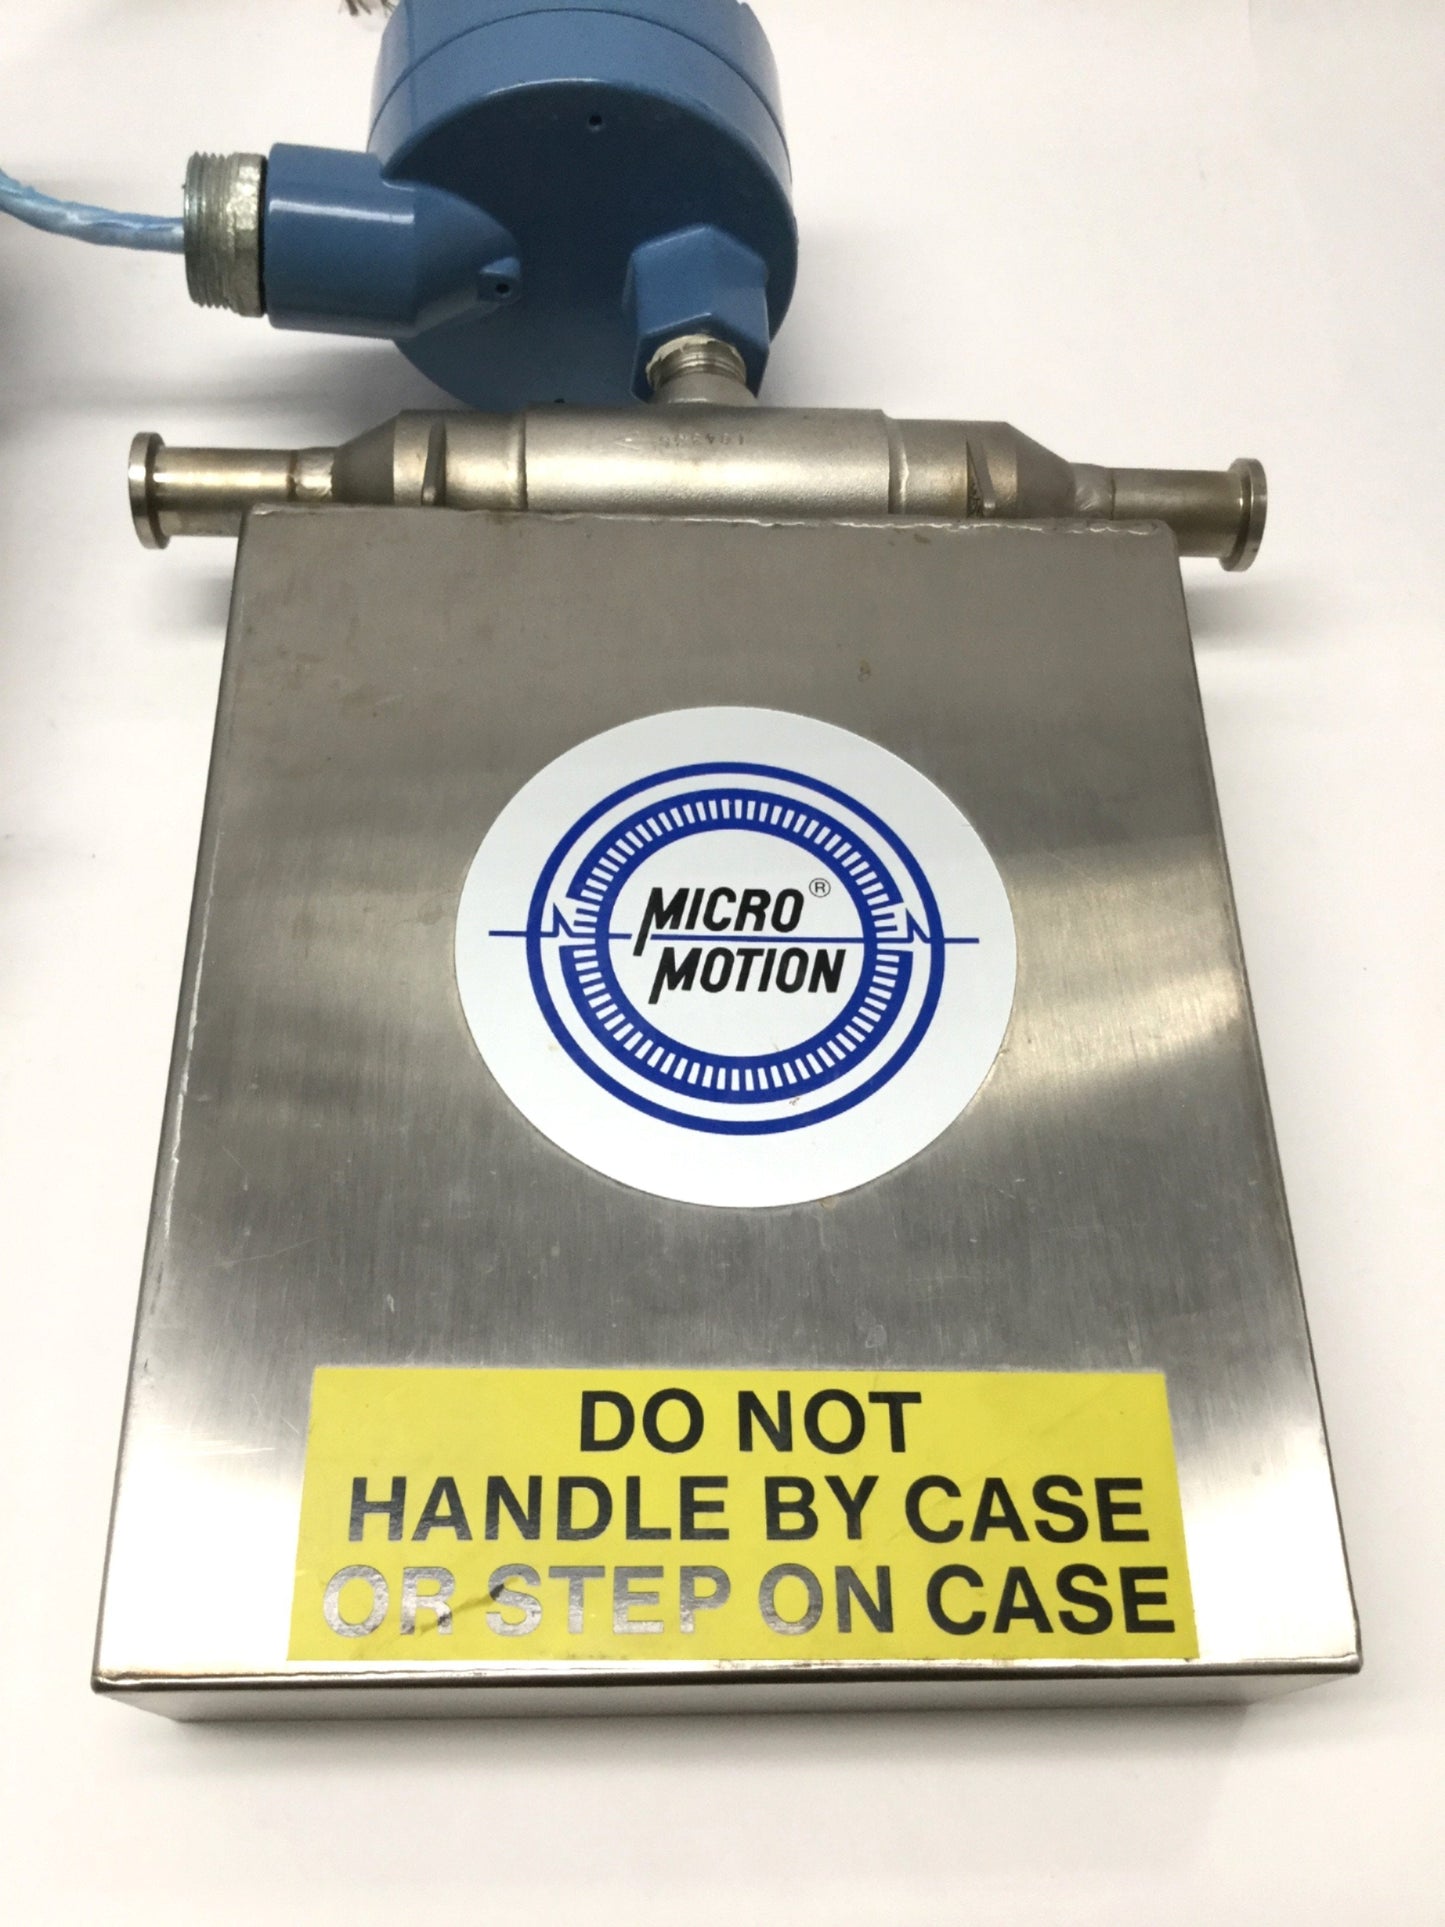 MICRO®
MOTION
DO NOT
HANDLE BY CASE
OR STEP ON CASE